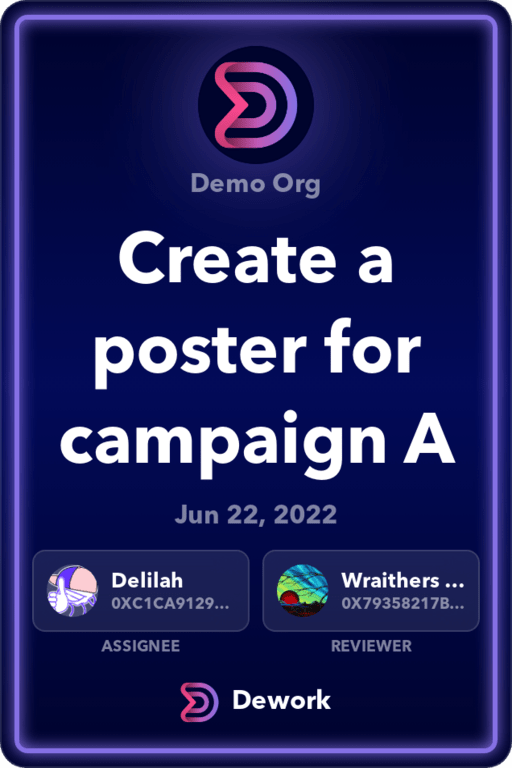 Demo Org
Create a
poster for
campaign A
Jun 22, 2022
Delilah
0XC1CA9129...
ASSIGNEE
Wraithers ...
0X79358217B...
REVIEWER
Dework